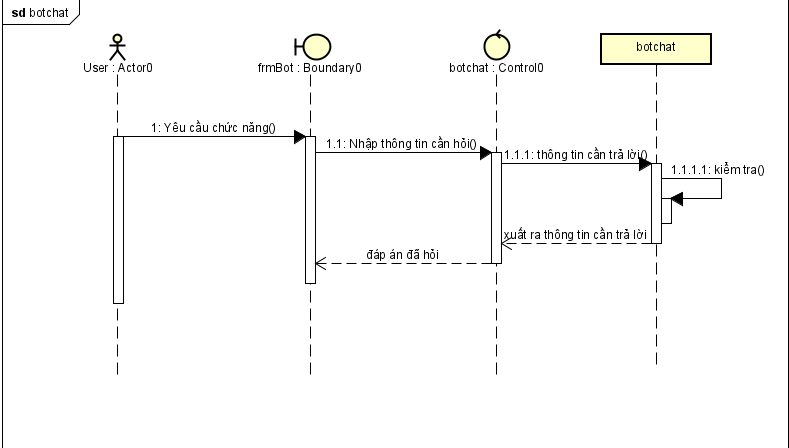 sd botchat
User : Actor0
frmBot : Boundary0
botchat : Control0
botchat
1: Yêu cầu chức năng()
1.1: Nhập thông tin cần hỏi()
1.1.1: thông tin cần trả lời()
1.1.1.1: kiểm tra()
xuất ra thông tin cần trả lời
đáp án đã hỏi